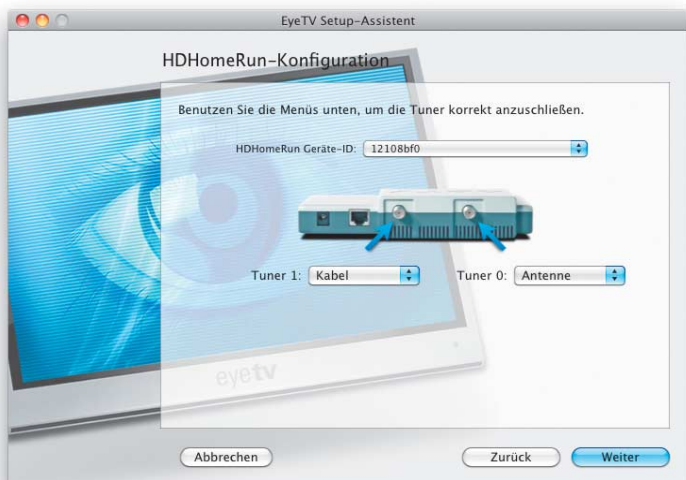 EyeTV Setup-Assistent
HDHomeRun-Konfiguration
Benutzen Sie die Menüs unten, um die Tuner korrekt anzuschließen.
HDHomeRun Geräte-ID: 12108bf0
Tuner 1: Kabel Tuner 0: Antenne
eyetv
Abbrechen Zurück Weiter